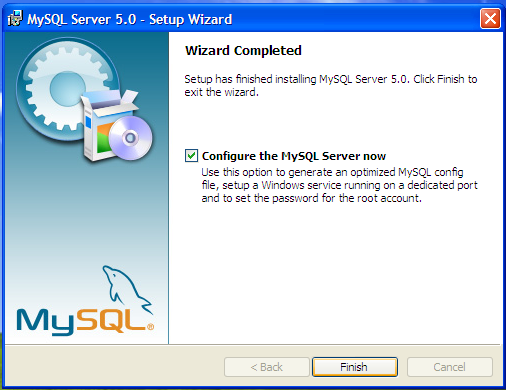 MySQL Server 5.0 - Setup Wizard
Wizard Completed
Setup has finished installing MySQL Server 5.0. Click Finish to
exit the wizard.
Configure the MySQL Server now
Use this option to generate an optimized MySQL config
file, setup a Windows service running on a dedicated port
and to set the password for the root account.
MySQL®
< Back
Finish
Cancel